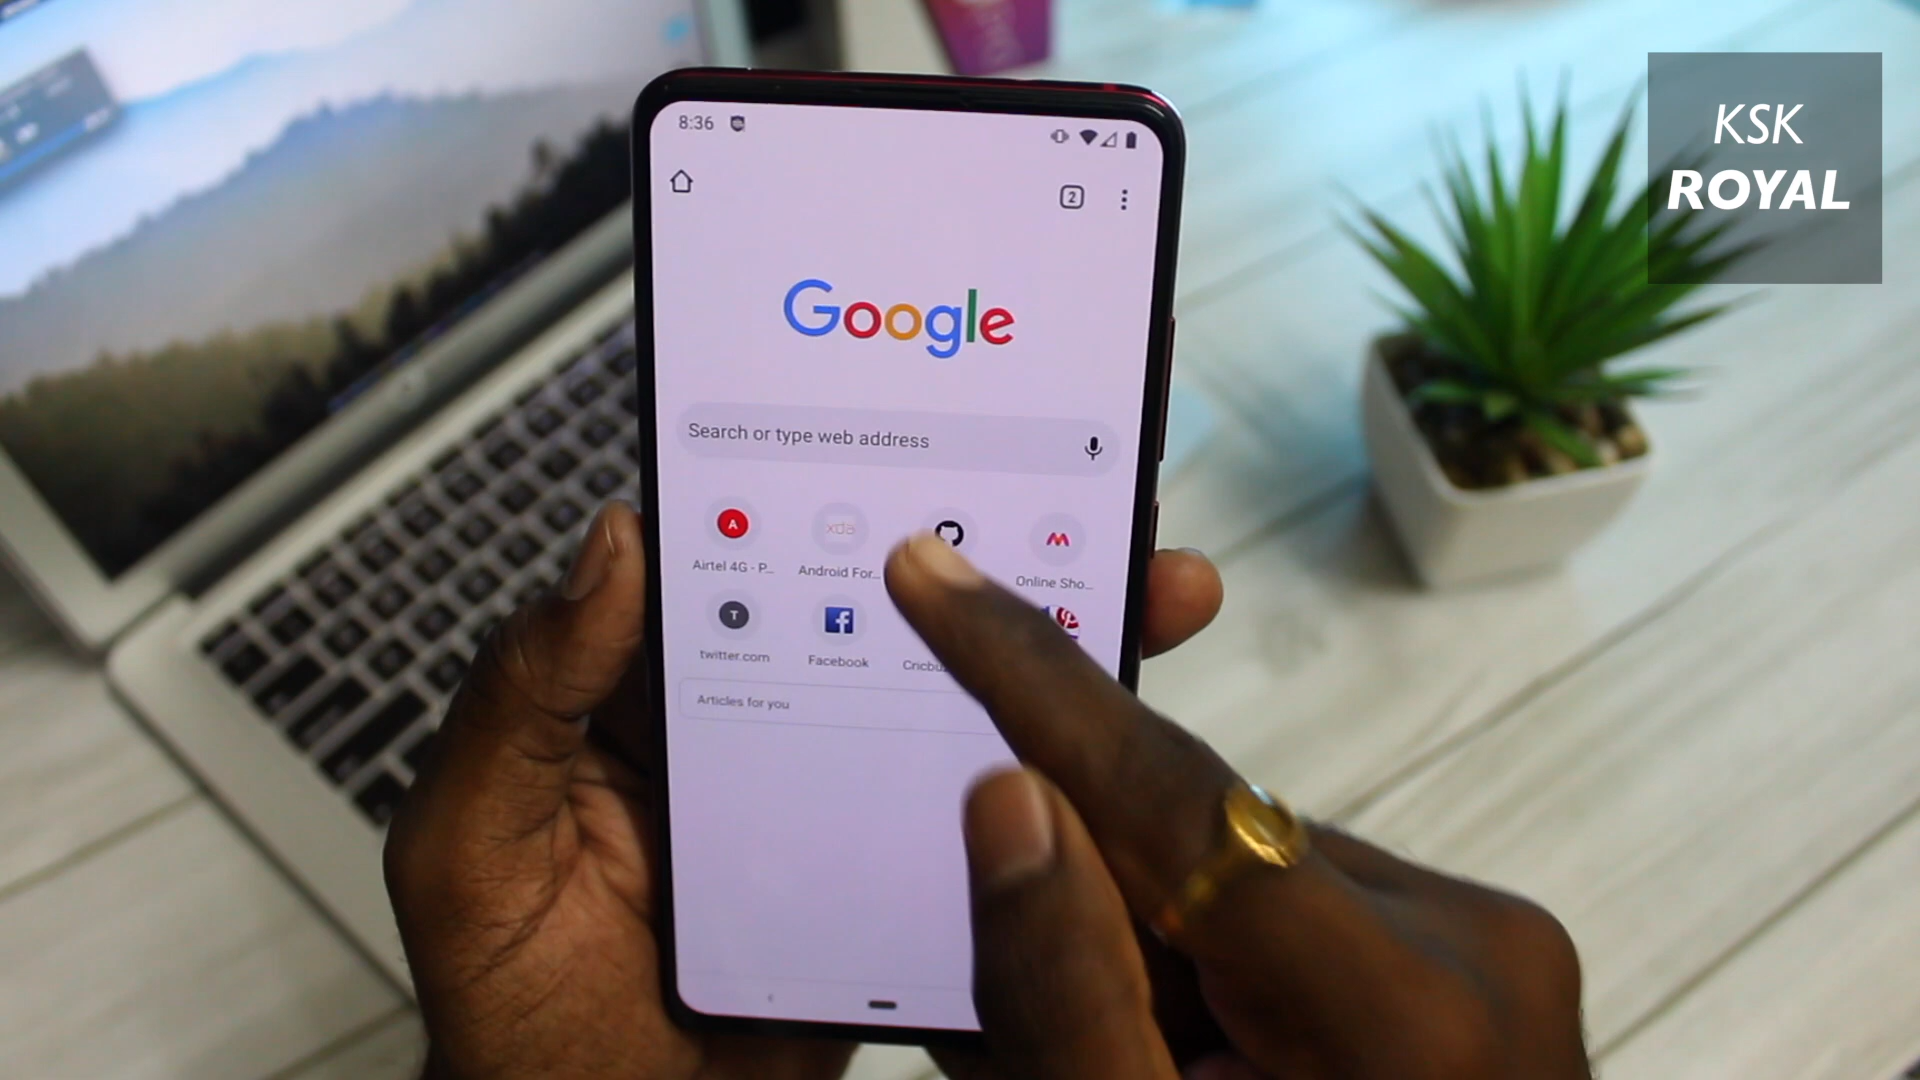 KSK
ROYAL
8:36
2
Google
Search or type web address
A
xda
Airtel 4G - P...
Android For...
Online Sho...
T
f
twitter.com
Facebook
Articles for you